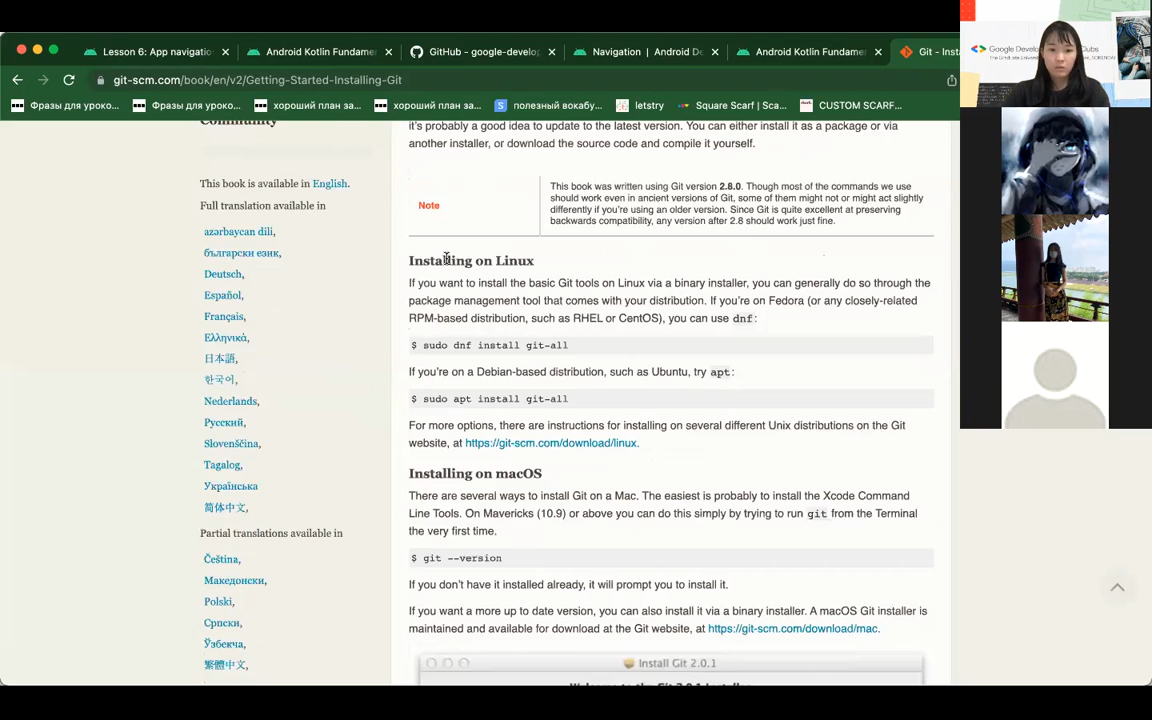 Lesson 6: App navigatio
Android Kotlin Fundame
GitHub - google-develo
Navigation | Android De
Android Kotlin Fundame
Git - Inst
git-scm.com/book/en/v2/Getting-Started-Installing-Git
Фразы для уроко...
Фразы для уроко...
хороший план за...
хороший план за...
полезный вокабу...
letstry
Square Scarf | Sca...
CUSTOM SCARF...
Community
This book is available in English.
Full translation available in
azərbaycan dili,
български език,
Deutsch,
Español,
Français,
Ελληνικά,
日本語,
한국어,
Nederlands,
Русский,
Slovenščina,
Tagalog,
Українська
简体中文,
Partial translations available in
Čeština,
Македонски,
Polski,
Српски,
Ўзбекча,
繁體中文,
it's probably a good idea to update to the latest version. You can either install it as a package or via
another installer, or download the source code and compile it yourself.
Note
This book was written using Git version 2.8.0. Though most of the commands we use
should work even in ancient versions of Git, some of them might not or might act slightly
differently if you're using an older version. Since Git is quite excellent at preserving
backwards compatibility, any version after 2.8 should work just fine.
Installing on Linux
If you want to install the basic Git tools on Linux via a binary installer, you can generally do so through the
package management tool that comes with your distribution. If you're on Fedora (or any closely-related
RPM-based distribution, such as RHEL or CentOS), you can use dnf:
$ sudo dnf install git-all
If you're on a Debian-based distribution, such as Ubuntu, try apt:
$ sudo apt install git-all
For more options, there are instructions for installing on several different Unix distributions on the Git
website, at https://git-scm.com/download/linux.
Installing on macOS
There are several ways to install Git on a Mac. The easiest is probably to install the Xcode Command
Line Tools. On Mavericks (10.9) or above you can do this simply by trying to run git from the Terminal
the very first time.
$ git --version
If you don't have it installed already, it will prompt you to install it.
If you want a more up to date version, you can also install it via a binary installer. A macOS Git installer is
maintained and available for download at the Git website, at https://git-scm.com/download/mac.
Install Git 2.0.1
Google Develo
Clubs